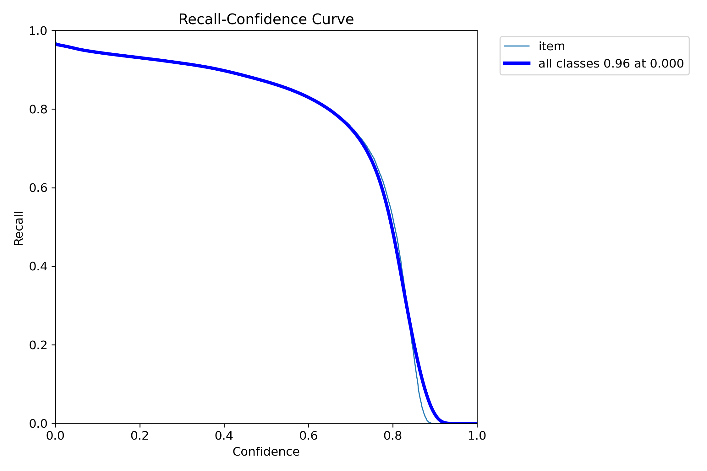 Recall-Confidence Curve
item
all classes 0.96 at 0.000
1.0
0.8
0.6
0.4
0.2
0.0
Recall
0.0 0.2 0.4 0.6 0.8 1.0
Confidence